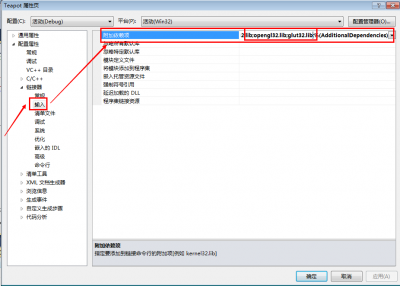 Teapot 属性页
配置(C): 活动(Debug) 平台(P): 活动(Win32) 配置管理器(O)...
通用属性
配置属性
常规
调试
VC++ 目录
C/C++
链接器
常规
输入
清单文件
调试
系统
优化
嵌入的 IDL
高级
命令行
清单工具
XML 文档生成器
浏览信息
生成事件
自定义生成步骤
代码分析
附加依赖项 2.lib;opengl32.lib;glut32.lib;%(AdditionalDependencies)
忽略所有默认库
忽略特定默认库
模块定义文件
将模块添加到程序集
嵌入托管资源文件
强制符号引用
延迟加载的 DLL
程序集链接资源
附加依赖项
指定要添加到链接命令行的附加项[例如 kernel32.lib]
确定 取消 应用(A)